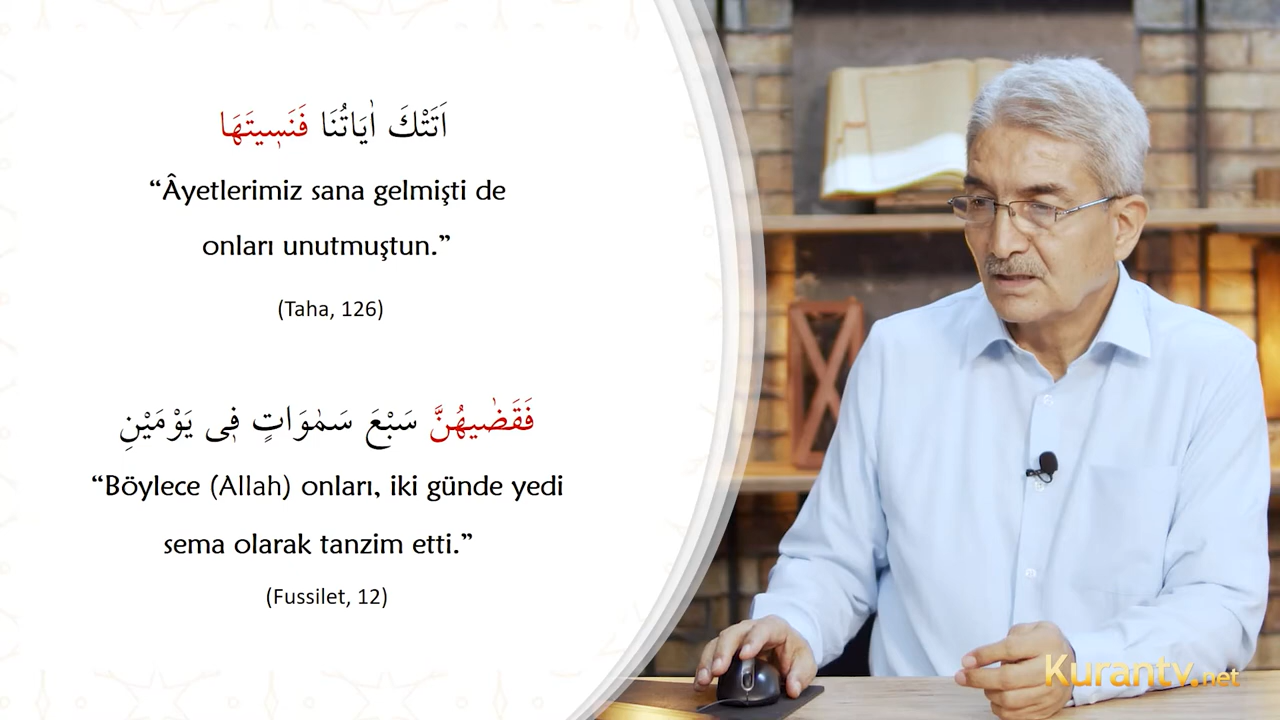 اَتَتْكَ اٰيَاتُنَا فَنَس۪يتَهَا
“Âyetlerimiz sana gelmişti de
onları unutmuştun.”
(Taha, 126)
فَقَضٰيهُنَّ سَبْعَ سَمٰوَاتٍ ف۪ى يَوْمَيْنِ
“Böylece (Allah) onları, iki günde yedi
sema olarak tanzim etti.”
(Fussilet, 12)
Kurantv.net